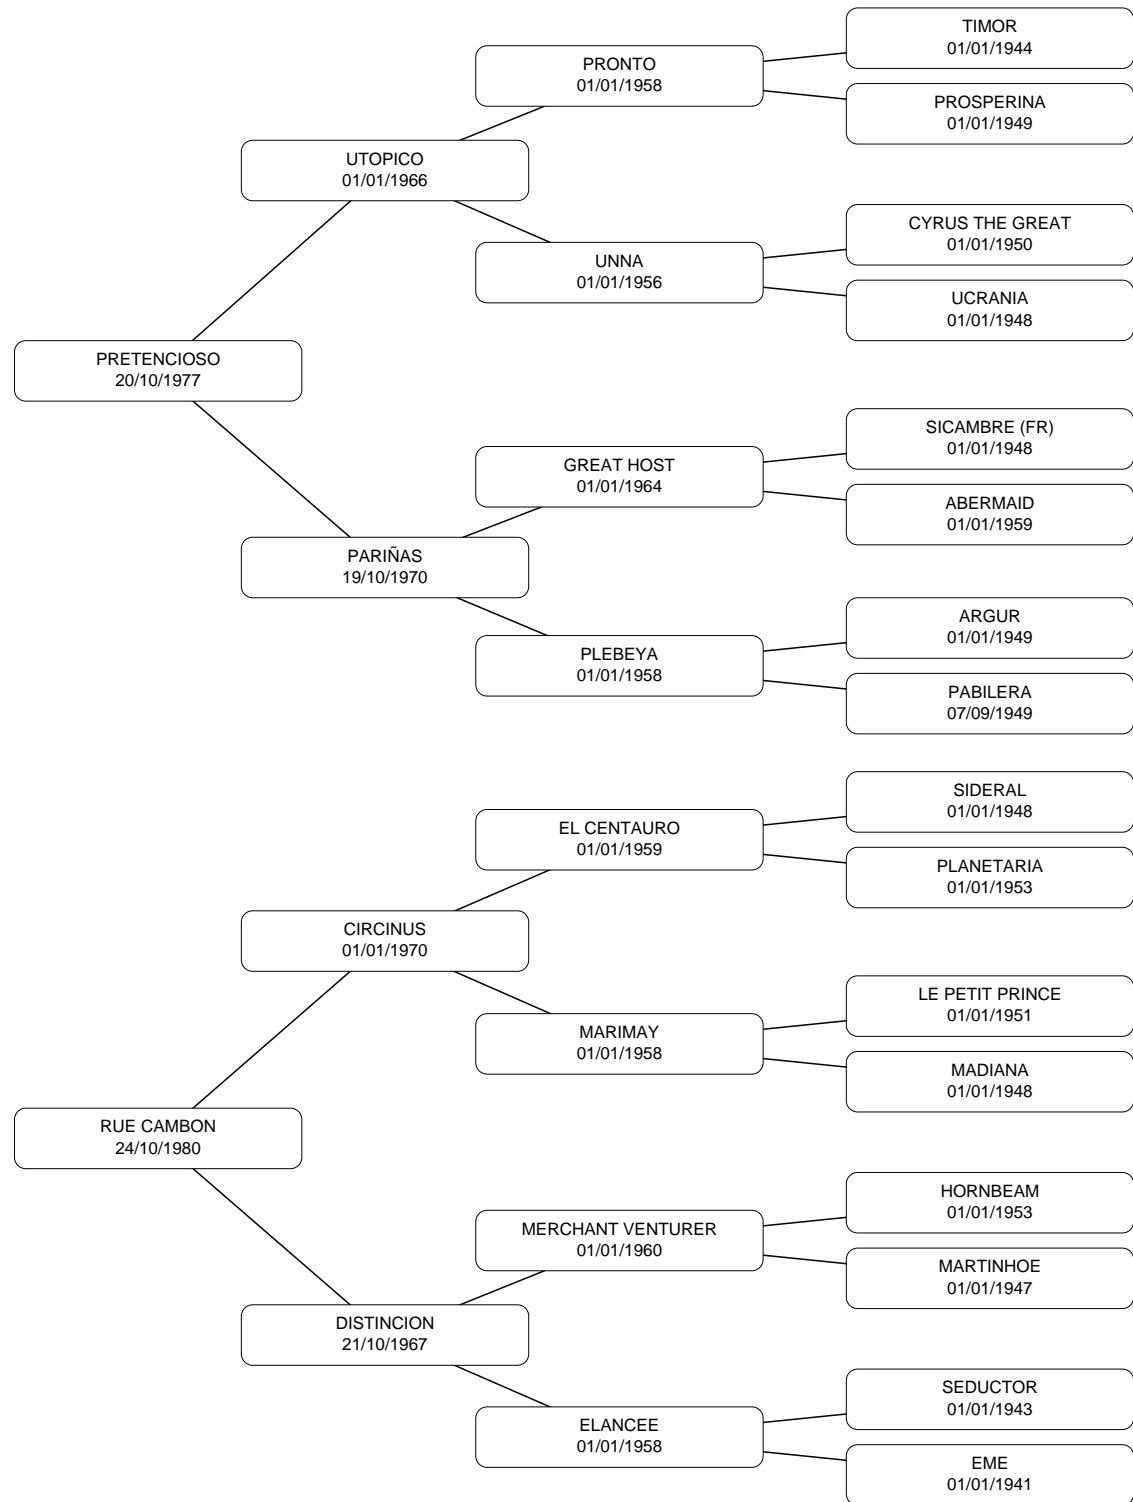 TIMOR
01/01/1944
PRONTO
01/01/1958
PROSPERINA
01/01/1949
UTOPICO
01/01/1966
CYRUS THE GREAT
01/01/1950
UNNA
01/01/1956
UCRANIA
01/01/1948
PRETENCIOSO
20/10/1977
SICAMBRE (FR)
01/01/1948
GREAT HOST
01/01/1964
ABERMAID
01/01/1959
PARIÑAS
19/10/1970
ARGUR
01/01/1949
PLEBEYA
01/01/1958
PABILERA
07/09/1949
SIDERAL
01/01/1948
EL CENTAURO
01/01/1959
PLANETARIA
01/01/1953
CIRCINUS
01/01/1970
LE PETIT PRINCE
01/01/1951
MARIMAY
01/01/1958
MADIANA
01/01/1948
RUE CAMBON
24/10/1980
HORNBEAM
01/01/1953
MERCHANT VENTURER
01/01/1960
MARTINHOE
01/01/1947
DISTINCION
21/10/1967
SEDUCTOR
01/01/1943
ELANCEE
01/01/1958
EME
01/01/1941